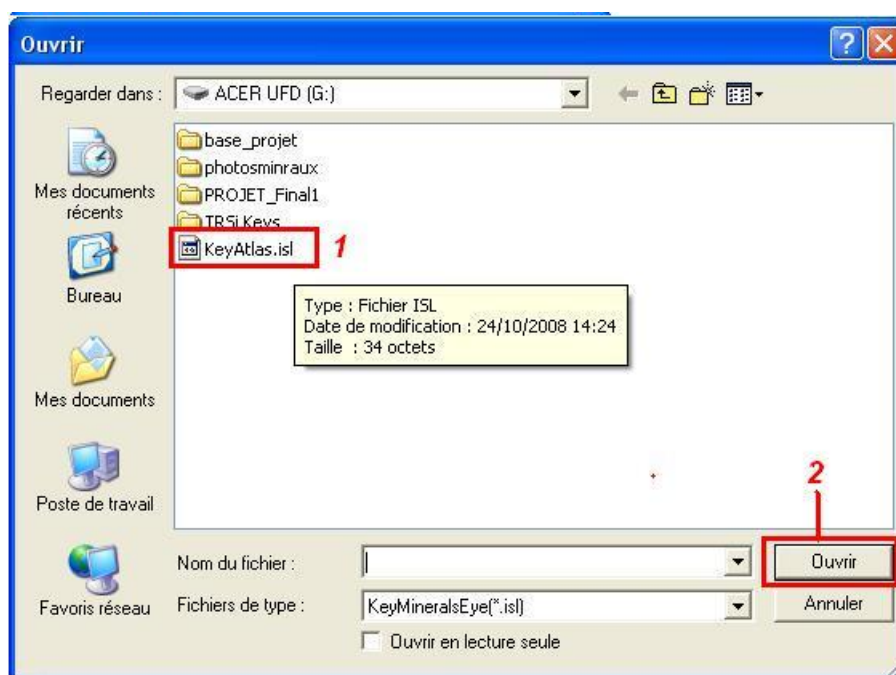 Ouvrir
Regarder dans : ACER UFD (G:)
base_projet
photosminraux
PROJET_Final1
TRSiKeys
KeyAtlas.isl
1
Type : Fichier ISL
Date de modification : 24/10/2008 14:24
Taille : 34 octets
Mes documents
récents
Bureau
Mes documents
Poste de travail
Favoris réseau
2
Nom du fichier :
Ouvrir
Fichiers de type : KeyMineralsEye(*.isl)
Annuler
Ouvrir en lecture seule